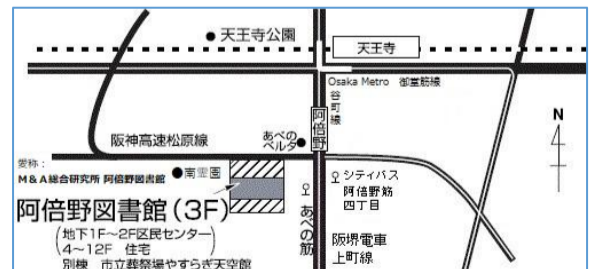 ●天王寺公園
天王寺
Osaka Metro 御堂筋線
谷町線
阿倍野
阪神高速松原線
あべの
ベルタ
N
愛称：
M&A総合研究所 阿倍野図書館
●南霊園
阿倍野図書館(3F)
(地下1F~2F区民センター)
4~12F 住宅
別棟 市立葬祭場やすらぎ天空館
あべの筋
シティバス
阿倍野筋
四丁目
阪堺電車
上町線